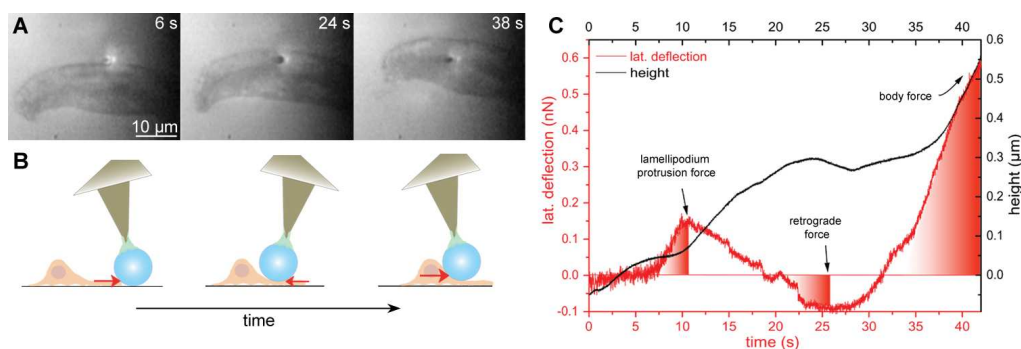 A
6 s
24 s
38 s
10 µm
B
time
C
0 5 10 15 20 25 30 35 40
lat. deflection
height
body force
lamellipodium
protrusion force
retrograde
force
lat. deflection (nN)
0.6
0.5
0.4
0.3
0.2
0.1
0.0
-0.1
height (µm)
0.6
0.5
0.4
0.3
0.2
0.1
0.0
-0.1
0 5 10 15 20 25 30 35 40
time (s)